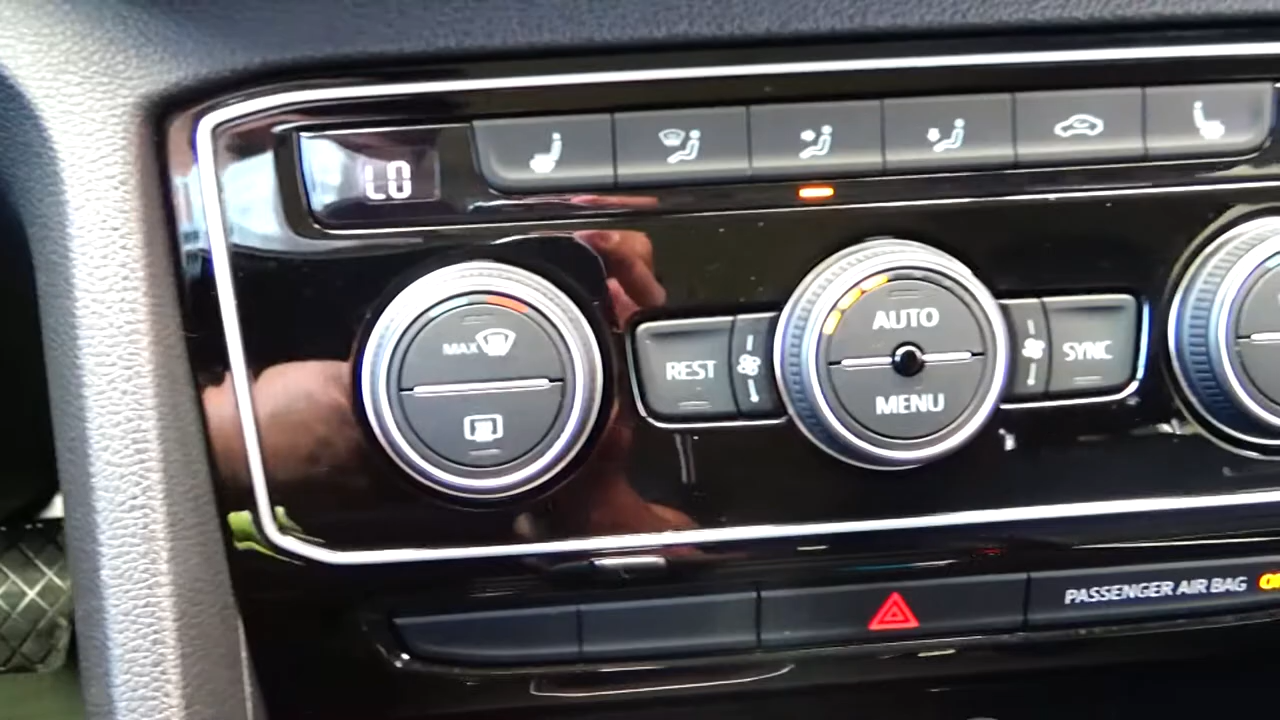 LO
MAX
AUTO
REST
SYNC
MENU
PASSENGER AIR BAG